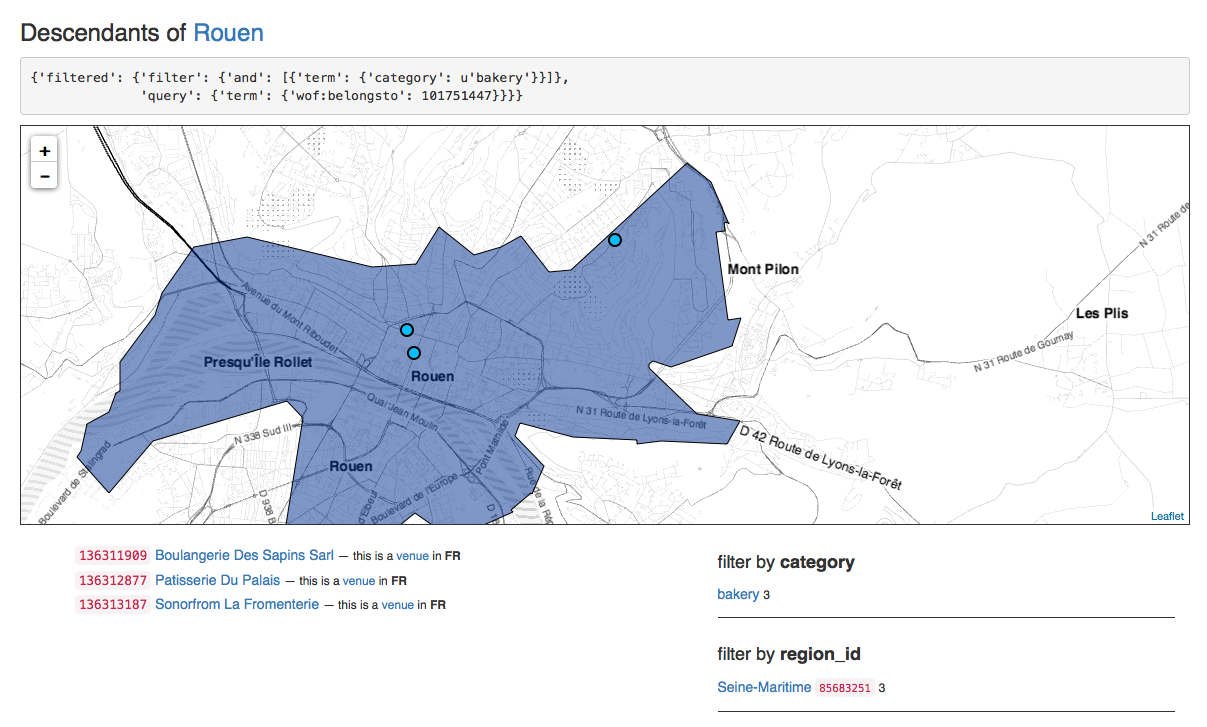 Descendants of Rouen
{'filtered': {'filter': {'and': [{'term': {'category': u'bakery'}}]},
'query': {'term': {'wof:belongsto': 101751447}}}}
+
−
N 31 Route de
Mont Pilon
Avenue du Mont Riboudet
Les Plis
N 31 Route de Gournay
Presqu'Île Rollet
Rouen
Quai Jean Moulin
N 31 Route de Lyons-la-Forêt
N 338 Sud III
Pont Mathilde
D 42 Route de Lyons-la-Forêt
Rouen
Boulevard de l'Europe
d'Elbeuf
D 938 B
Leaflet
136311909 Boulangerie Des Sapins Sarl — this is a venue in FR
136312877 Patisserie Du Palais — this is a venue in FR
136313187 Sonorfrom La Fromenterie — this is a venue in FR
filter by category
bakery 3
filter by region_id
Seine-Maritime 85683251 3